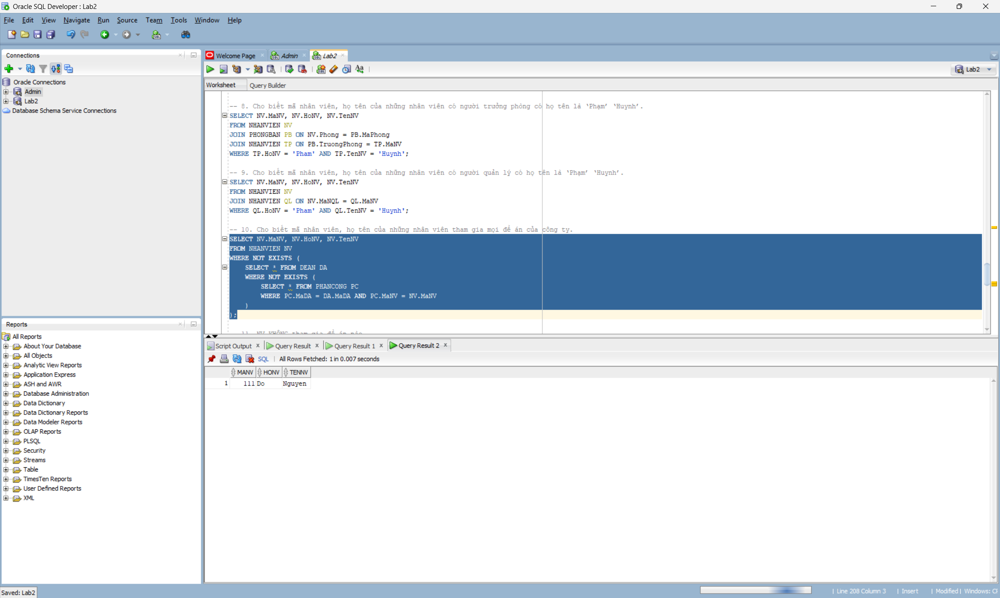 Oracle SQL Developer : Lab2
File Edit View Navigate Run Source Team Tools Window Help
Connections
Oracle Connections
Admin
Lab2
Database Schema Service Connections
Reports
All Reports
About Your Database
All Objects
Analytic View Reports
Application Express
ASH and AWR
Database Administration
Data Dictionary
Data Dictionary Reports
Data Modeler Reports
OLAP Reports
PLSQL
Security
Streams
Table
TimesTen Reports
User Defined Reports
XML
Welcome Page Admin Lab2
Lab2
Worksheet Query Builder
-- 8. Cho biết mã nhân viên, họ tên của những nhân viên có người trưởng phòng có họ tên là ‘Phạm’ ‘Huynh’.
SELECT NV.MaNV, NV.HoNV, NV.TenNV
FROM NHANVIEN NV
JOIN PHONGBAN PB ON NV.Phong = PB.MaPhong
JOIN NHANVIEN TP ON PB.TruongPhong = TP.MaNV
WHERE TP.HoNV = 'Pham' AND TP.TenNV = 'Huynh';
-- 9. Cho biết mã nhân viên, họ tên của những nhân viên có người quản lý có họ tên là ‘Phạm’ ‘Huynh’.
SELECT NV.MaNV, NV.HoNV, NV.TenNV
FROM NHANVIEN NV
JOIN NHANVIEN QL ON NV.MaNQL = QL.MaNV
WHERE QL.HoNV = 'Pham' AND QL.TenNV = 'Huynh';
-- 10. Cho biết mã nhân viên, họ tên của những nhân viên tham gia mọi đề án của công ty.
SELECT NV.MaNV, NV.HoNV, NV.TenNV
FROM NHANVIEN NV
WHERE NOT EXISTS (
SELECT * FROM DEAN DA
WHERE NOT EXISTS (
SELECT * FROM PHANCONG PC
WHERE PC.MaDA = DA.MaDA AND PC.MaNV = NV.MaNV
)
);
11. NV KHÔNG tham gia đề án nào
Script Output Query Result Query Result 1 Query Result 2
SQL | All Rows Fetched: 1 in 0.007 seconds
MANV HONV TENNV
1 111 Do Nguyen
Saved: Lab2
| Line 208 Column 3 | Insert | Modified | Windows: